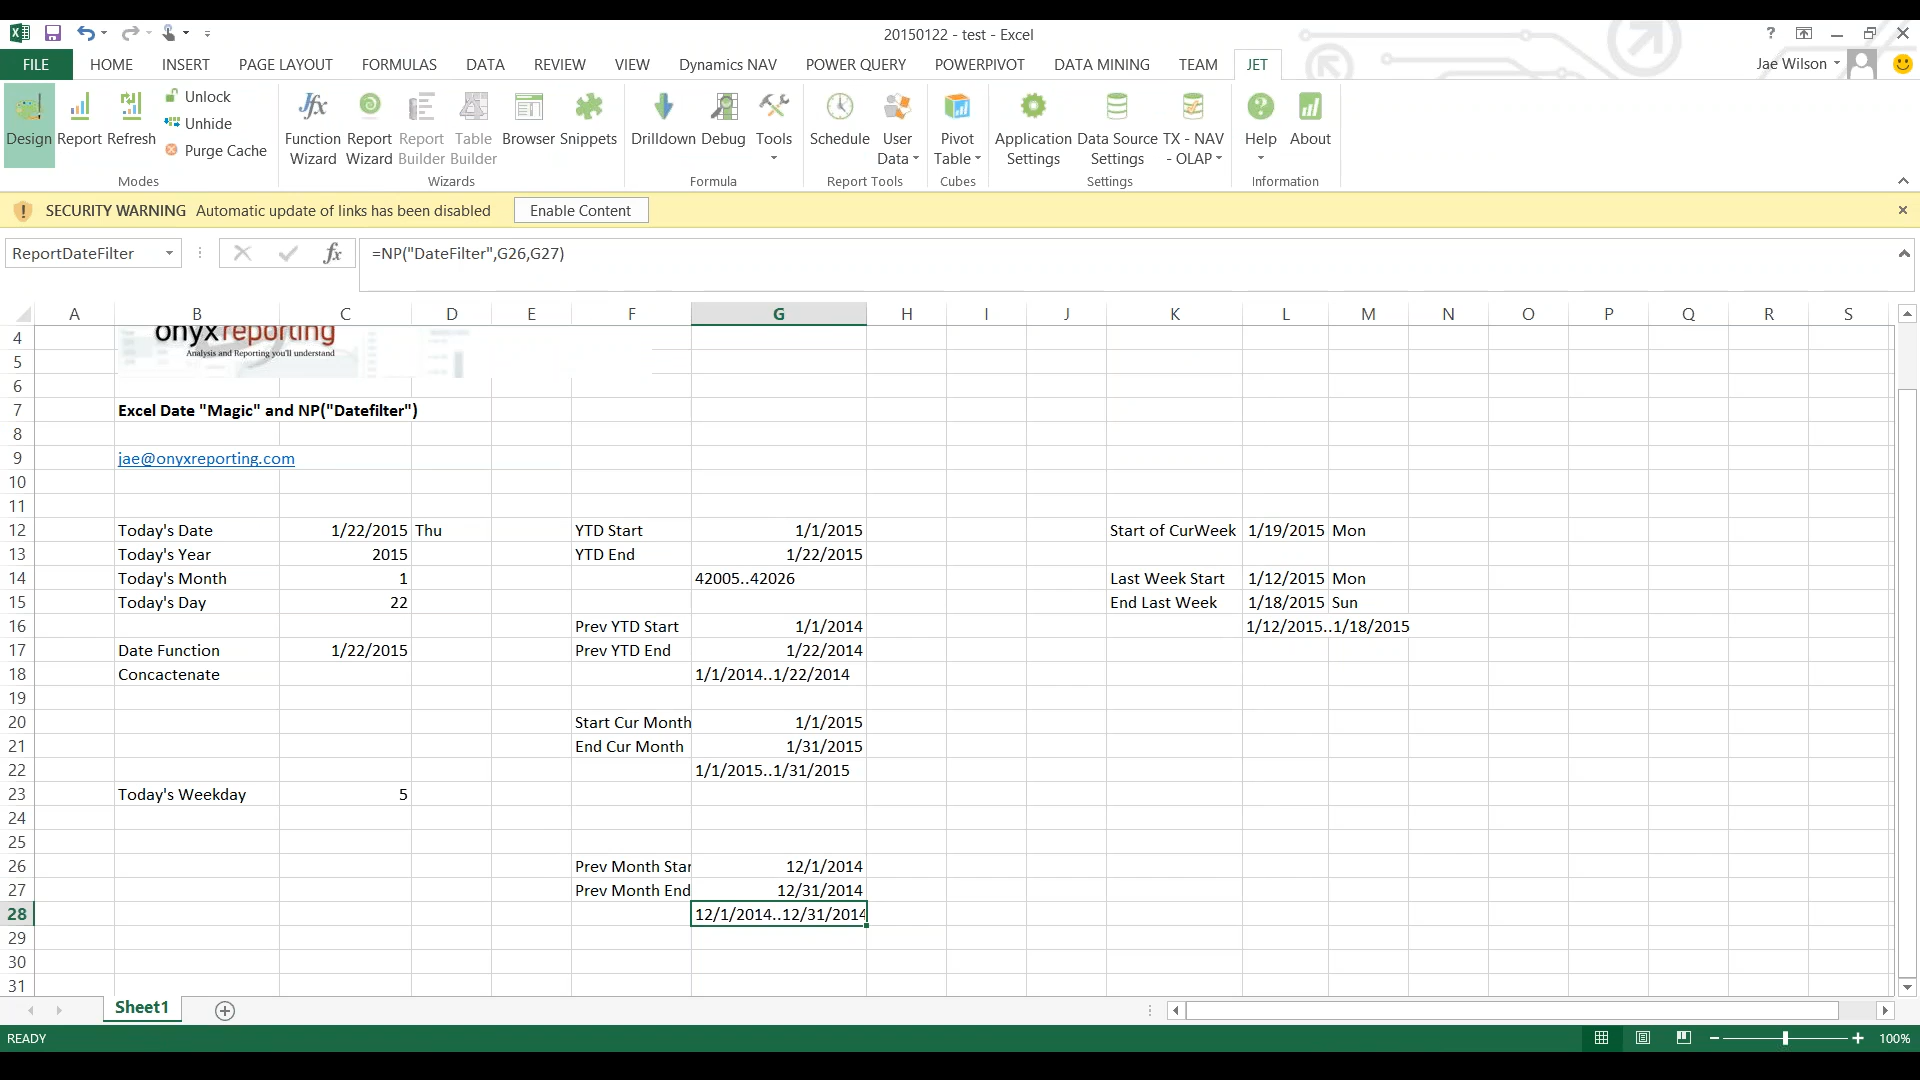 20150122 - test - Excel
FILE HOME INSERT PAGE LAYOUT FORMULAS DATA REVIEW VIEW Dynamics NAV POWER QUERY POWERPIVOT DATA MINING TEAM JET Jae Wilson
Design Report Refresh Unlock Unhide Purge Cache
Function Wizard Report Wizard Report Builder Table Builder Browser Snippets
Drilldown Debug Tools Schedule User Data Pivot Table
Application Settings Data Source Settings TX - NAV - OLAP Help About
Modes Wizards Formula Report Tools Cubes Settings Information
SECURITY WARNING Automatic update of links has been disabled Enable Content
ReportDateFilter fx =NP("DateFilter",G26,G27)
A B C D E F G H I J K L M N O P Q R S
4 onyxreporting
Analysis and Reporting you'll understand
5
6
7 Excel Date "Magic" and NP("Datefilter")
8
9 jae@onyxreporting.com
10
11
12 Today's Date 1/22/2015 Thu YTD Start 1/1/2015 Start of CurWeek 1/19/2015 Mon
13 Today's Year 2015 YTD End 1/22/2015
14 Today's Month 1 42005..42026 Last Week Start 1/12/2015 Mon
15 Today's Day 22 End Last Week 1/18/2015 Sun
16 Prev YTD Start 1/1/2014 1/12/2015..1/18/2015
17 Date Function 1/22/2015 Prev YTD End 1/22/2014
18 Concactenate 1/1/2014..1/22/2014
19
20 Start Cur Month 1/1/2015
21 End Cur Month 1/31/2015
22 1/1/2015..1/31/2015
23 Today's Weekday 5
24
25
26 Prev Month Star 12/1/2014
27 Prev Month End 12/31/2014
28 12/1/2014..12/31/2014
29
30
31
Sheet1
READY 100%